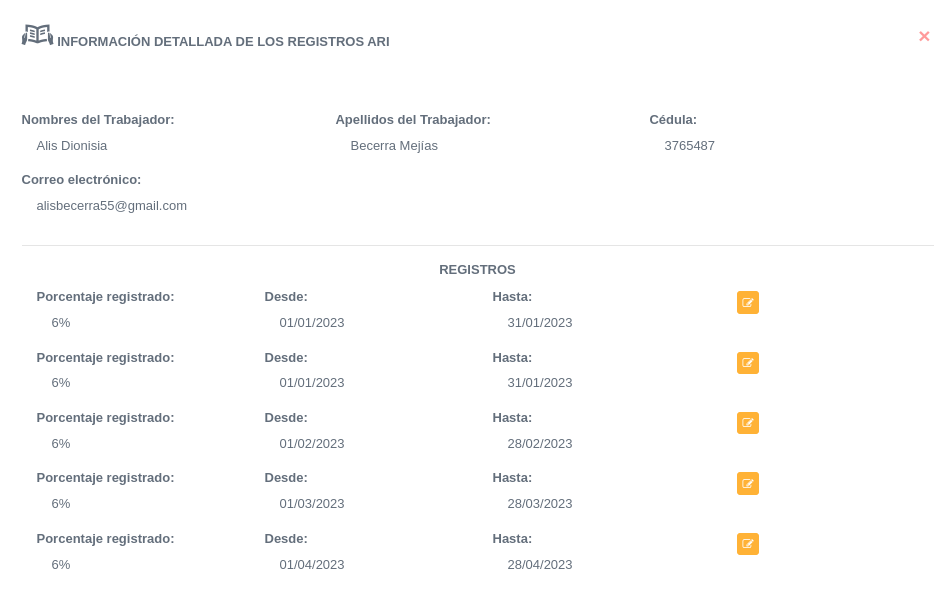 INFORMACIÓN DETALLADA DE LOS REGISTROS ARI
×
Nombres del Trabajador: Apellidos del Trabajador: Cédula:
Alis Dionisia Becerra Mejías 3765487
Correo electrónico:
alisbecerra55@gmail.com
REGISTROS
Porcentaje registrado: Desde: Hasta:
6% 01/01/2023 31/01/2023
Porcentaje registrado: Desde: Hasta:
6% 01/01/2023 31/01/2023
Porcentaje registrado: Desde: Hasta:
6% 01/02/2023 28/02/2023
Porcentaje registrado: Desde: Hasta:
6% 01/03/2023 28/03/2023
Porcentaje registrado: Desde: Hasta:
6% 01/04/2023 28/04/2023